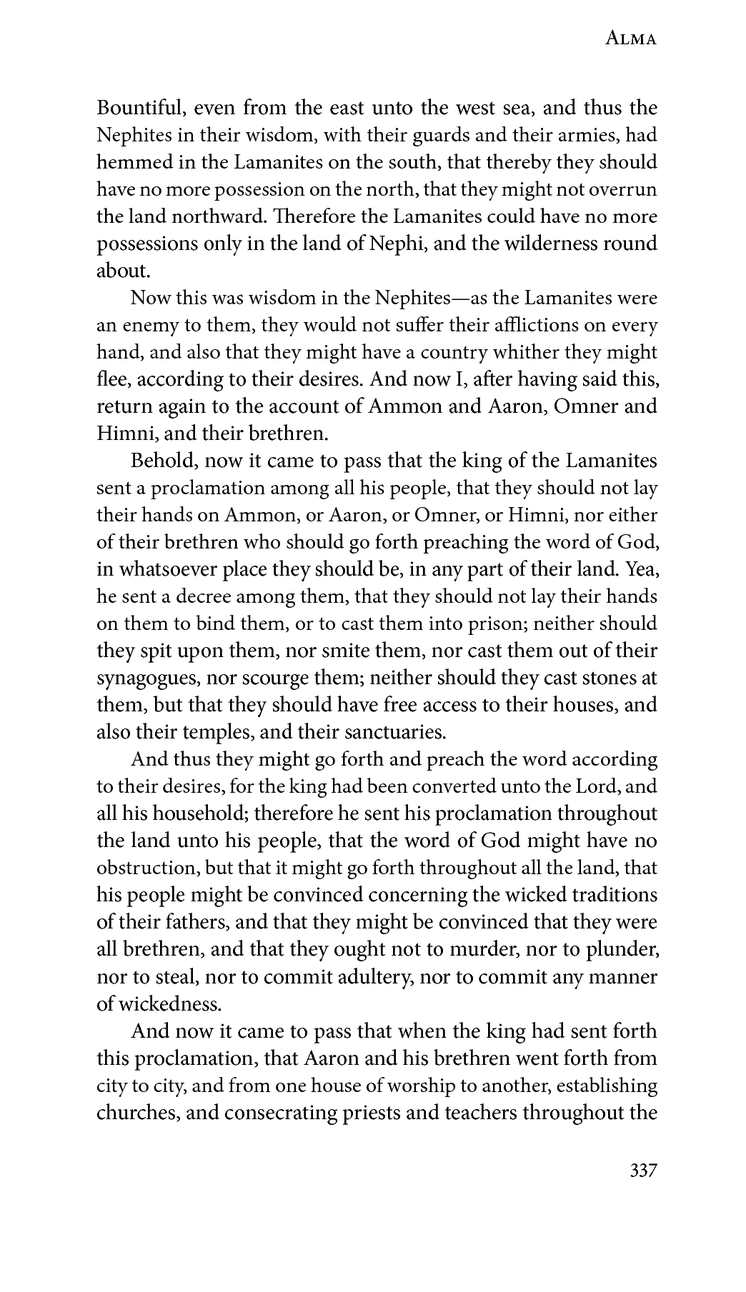 Alma
Bountiful, even from the east unto the west sea, and thus the
Nephites in their wisdom, with their guards and their armies, had
hemmed in the Lamanites on the south, that thereby they should
have no more possession on the north, that they might not overrun
the land northward. Therefore the Lamanites could have no more
possessions only in the land of Nephi, and the wilderness round
about.
Now this was wisdom in the Nephites—as the Lamanites were
an enemy to them, they would not suffer their afflictions on every
hand, and also that they might have a country whither they might
flee, according to their desires. And now I, after having said this,
return again to the account of Ammon and Aaron, Omner and
Himni, and their brethren.
Behold, now it came to pass that the king of the Lamanites
sent a proclamation among all his people, that they should not lay
their hands on Ammon, or Aaron, or Omner, or Himni, nor either
of their brethren who should go forth preaching the word of God,
in whatsoever place they should be, in any part of their land. Yea,
he sent a decree among them, that they should not lay their hands
on them to bind them, or to cast them into prison; neither should
they spit upon them, nor smite them, nor cast them out of their
synagogues, nor scourge them; neither should they cast stones at
them, but that they should have free access to their houses, and
also their temples, and their sanctuaries.
And thus they might go forth and preach the word according
to their desires, for the king had been converted unto the Lord, and
all his household; therefore he sent his proclamation throughout
the land unto his people, that the word of God might have no
obstruction, but that it might go forth throughout all the land, that
his people might be convinced concerning the wicked traditions
of their fathers, and that they might be convinced that they were
all brethren, and that they ought not to murder, nor to plunder,
nor to steal, nor to commit adultery, nor to commit any manner
of wickedness.
And now it came to pass that when the king had sent forth
this proclamation, that Aaron and his brethren went forth from
city to city, and from one house of worship to another, establishing
churches, and consecrating priests and teachers throughout the
337